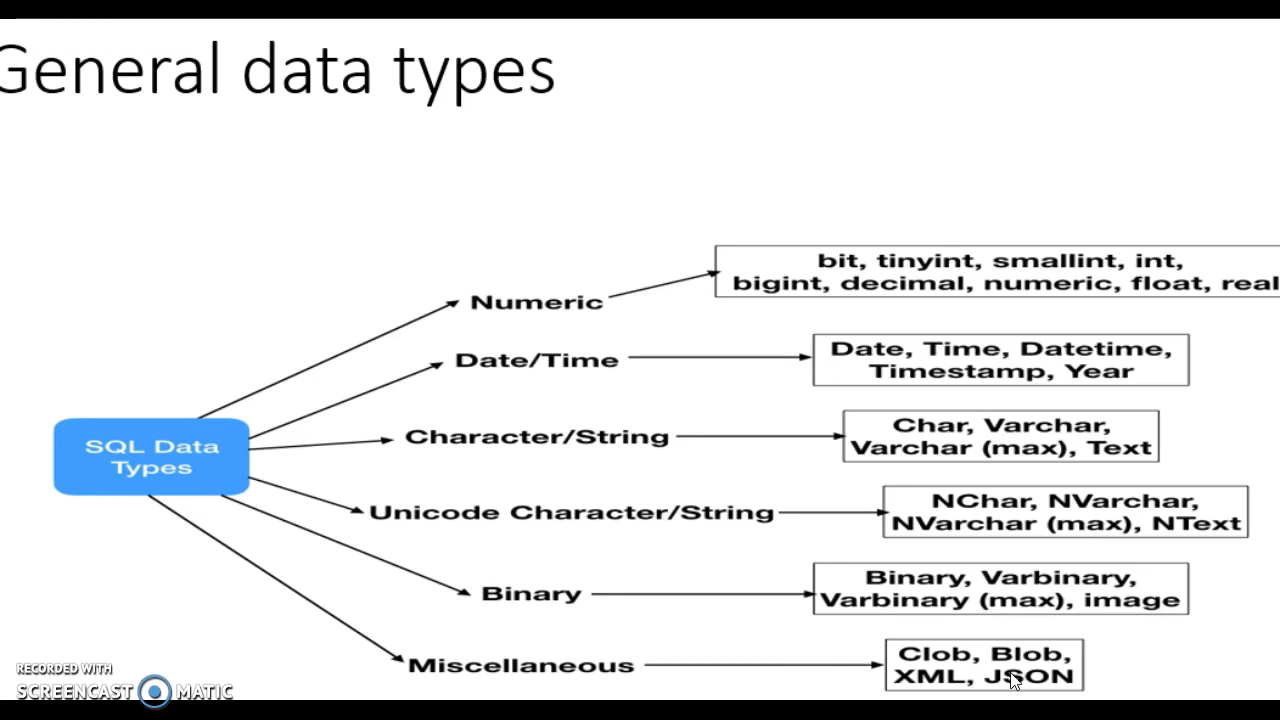 General data types
bit, tinyint, smallint, int,
bigint, decimal, numeric, float, real
Numeric
Date/Time
Date, Time, Datetime,
Timestamp, Year
SQL Data
Types
Character/String
Char, Varchar,
Varchar (max), Text
Unicode Character/String
NChar, NVarchar,
NVarchar (max), NText
Binary
Binary, Varbinary,
Varbinary (max), image
Miscellaneous
Clob, Blob,
XML, JSON
RECORDED WITH
SCREENCAST MATIC